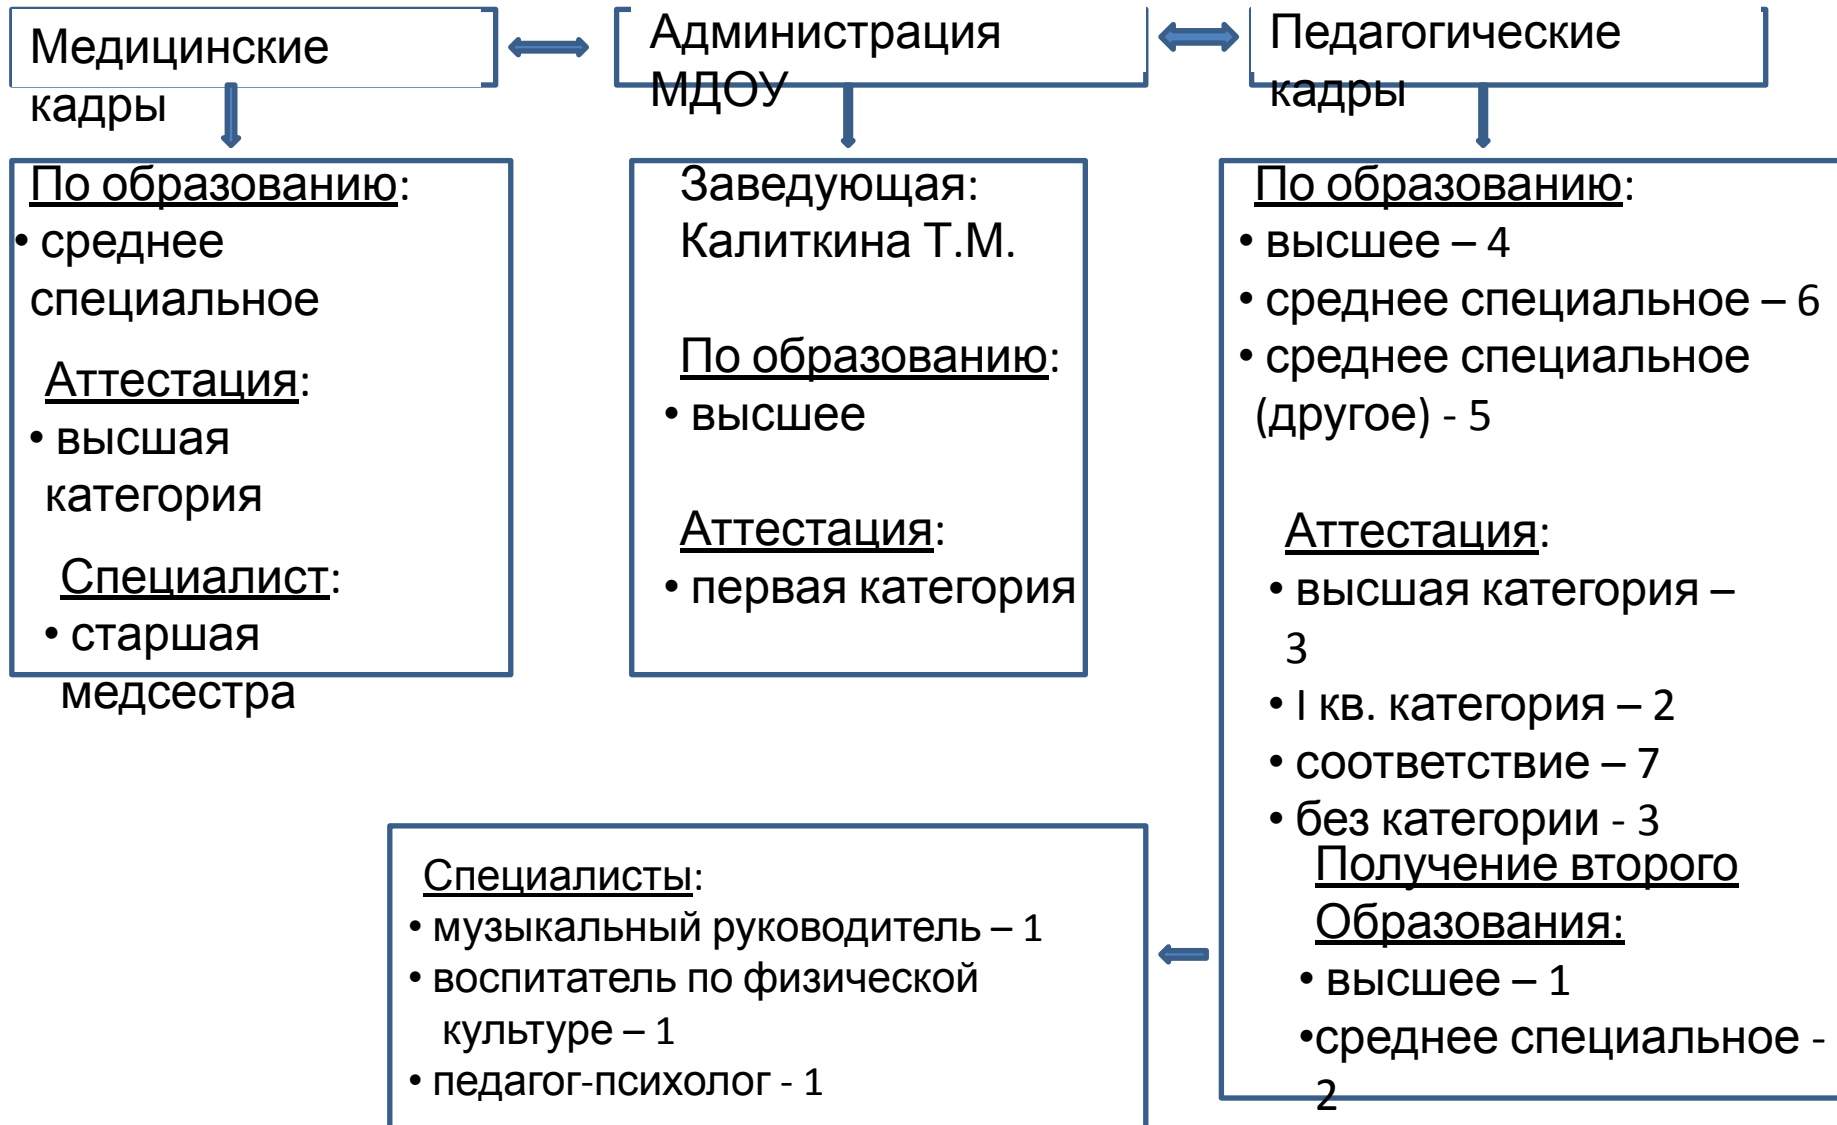 Медицинские
кадры
Администрация
МДОУ
Педагогические
кадры
По образованию:
• среднее
специальное
Аттестация:
• высшая
категория
Специалист:
• старшая
медсестра
Заведующая:
Калиткина Т.М.
По образованию:
• высшее
Аттестация:
• первая категория
По образованию:
• высшее – 4
• среднее специальное – 6
• среднее специальное
(другое) - 5
Аттестация:
• высшая категория –
3
• I кв. категория – 2
• соответствие – 7
• без категории - 3
Получение второго
Образования:
• высшее – 1
•среднее специальное -
2
Специалисты:
• музыкальный руководитель – 1
• воспитатель по физической
культуре – 1
• педагог-психолог - 1